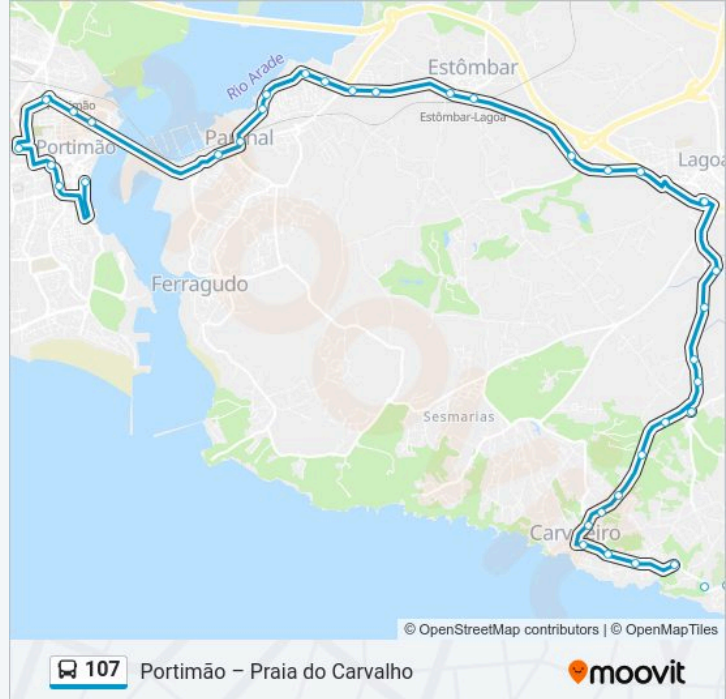 Estômbar
Rio Arade
Estômbar-Lagoa
Portimão
Lagoa
Ferragudo
Sesmarias
Carvoeiro
© OpenStreetMap contributors | © OpenMapTiles
107 Portimão – Praia do Carvalho
moovit